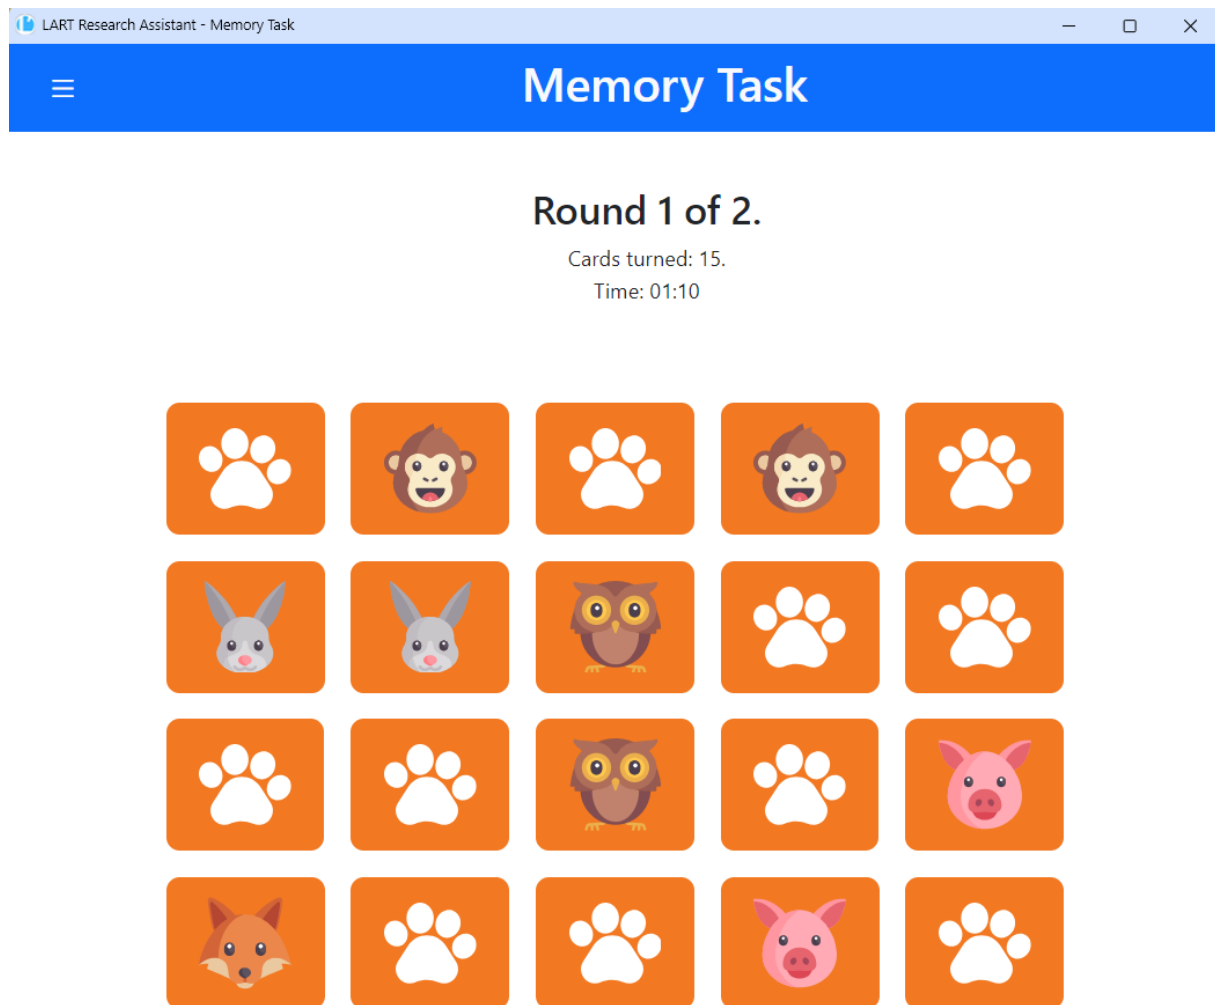 LART Research Assistant - Memory Task
Memory Task
Round 1 of 2.
Cards turned: 15.
Time: 01:10